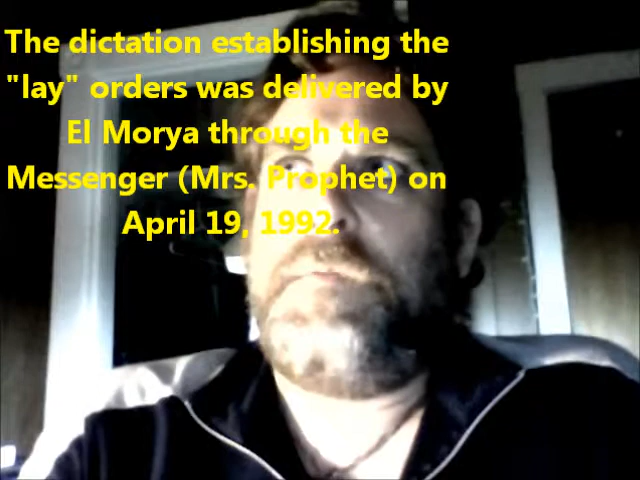 The dictation establishing the
"lay" orders was delivered by
El Morya through the
Messenger (Mrs. Prophet) on
April 19, 1992.